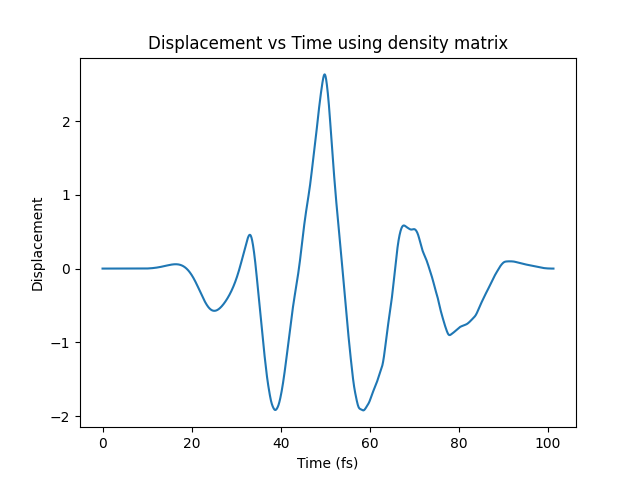 Displacement vs Time using density matrix
Displacement
2
1
0
−1
−2
0 20 40 60 80 100
Time (fs)